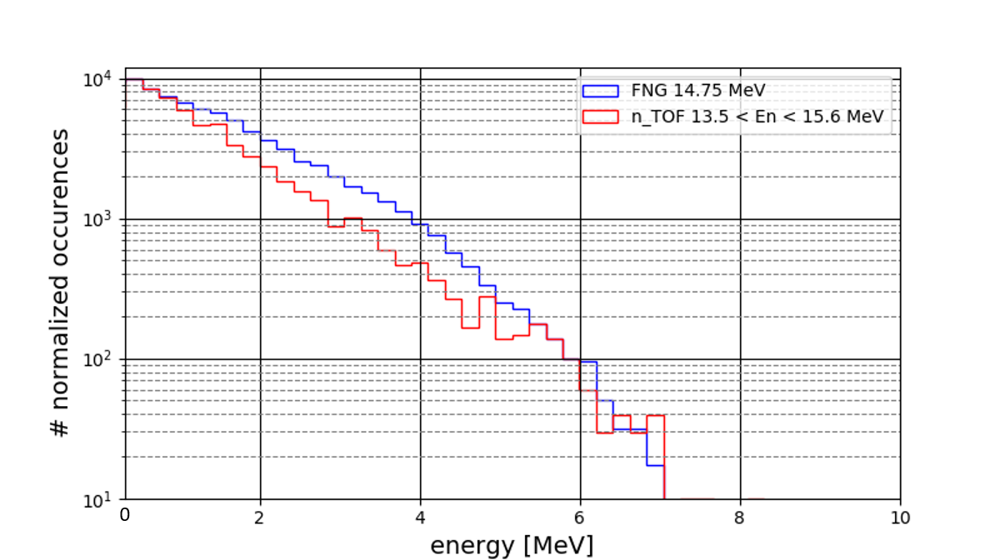 FNG 14.75 MeV
n_TOF 13.5 < En < 15.6 MeV
# normalized occurences
10⁴
10³
10²
10¹
0
2
4
6
8
10
energy [MeV]